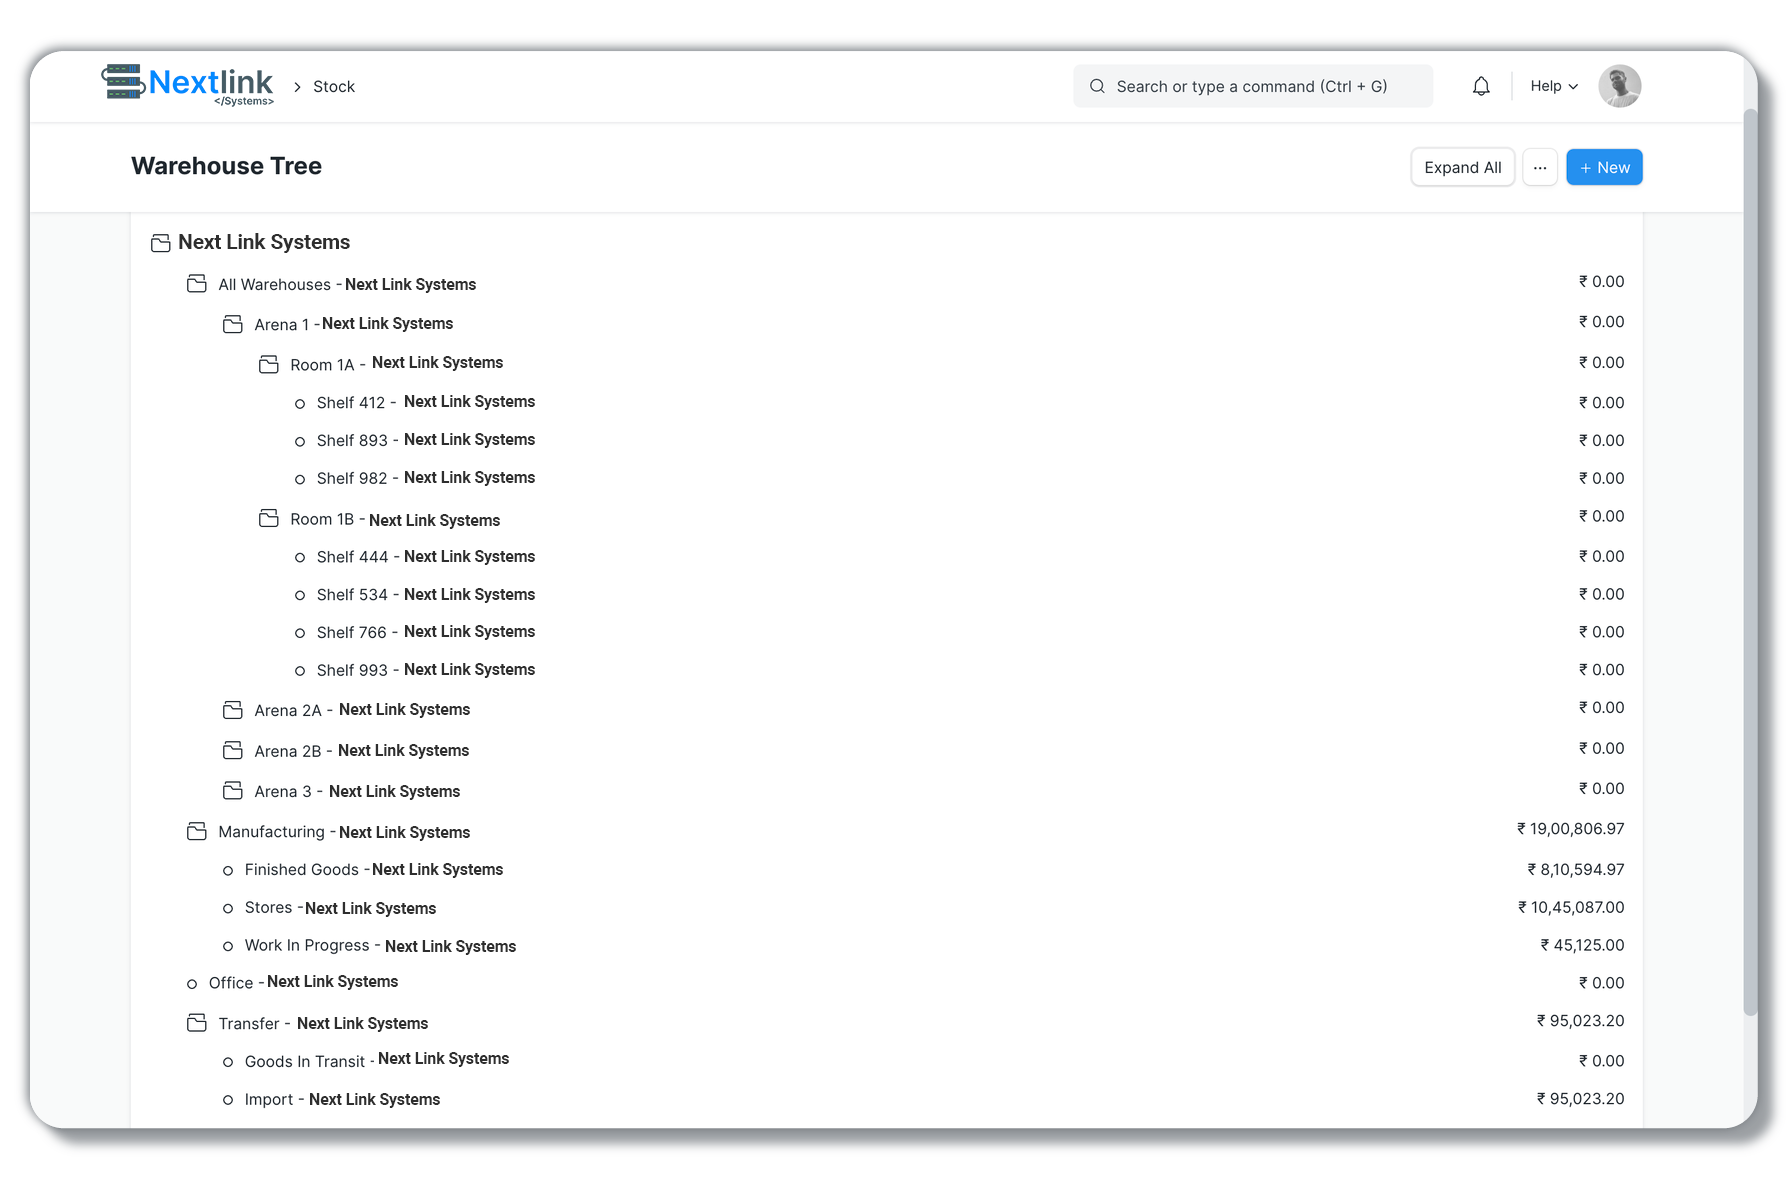 Nextlink
</Systems>
> Stock
Search or type a command (Ctrl + G)
Help
Warehouse Tree
Expand All
···
+ New
Next Link Systems
All Warehouses - Next Link Systems ₹ 0.00
Arena 1 - Next Link Systems ₹ 0.00
Room 1A - Next Link Systems ₹ 0.00
Shelf 412 - Next Link Systems ₹ 0.00
Shelf 893 - Next Link Systems ₹ 0.00
Shelf 982 - Next Link Systems ₹ 0.00
Room 1B - Next Link Systems ₹ 0.00
Shelf 444 - Next Link Systems ₹ 0.00
Shelf 534 - Next Link Systems ₹ 0.00
Shelf 766 - Next Link Systems ₹ 0.00
Shelf 993 - Next Link Systems ₹ 0.00
Arena 2A - Next Link Systems ₹ 0.00
Arena 2B - Next Link Systems ₹ 0.00
Arena 3 - Next Link Systems ₹ 0.00
Manufacturing - Next Link Systems ₹ 19,00,806.97
Finished Goods - Next Link Systems ₹ 8,10,594.97
Stores - Next Link Systems ₹ 10,45,087.00
Work In Progress - Next Link Systems ₹ 45,125.00
Office - Next Link Systems ₹ 0.00
Transfer - Next Link Systems ₹ 95,023.20
Goods In Transit - Next Link Systems ₹ 0.00
Import - Next Link Systems ₹ 95,023.20